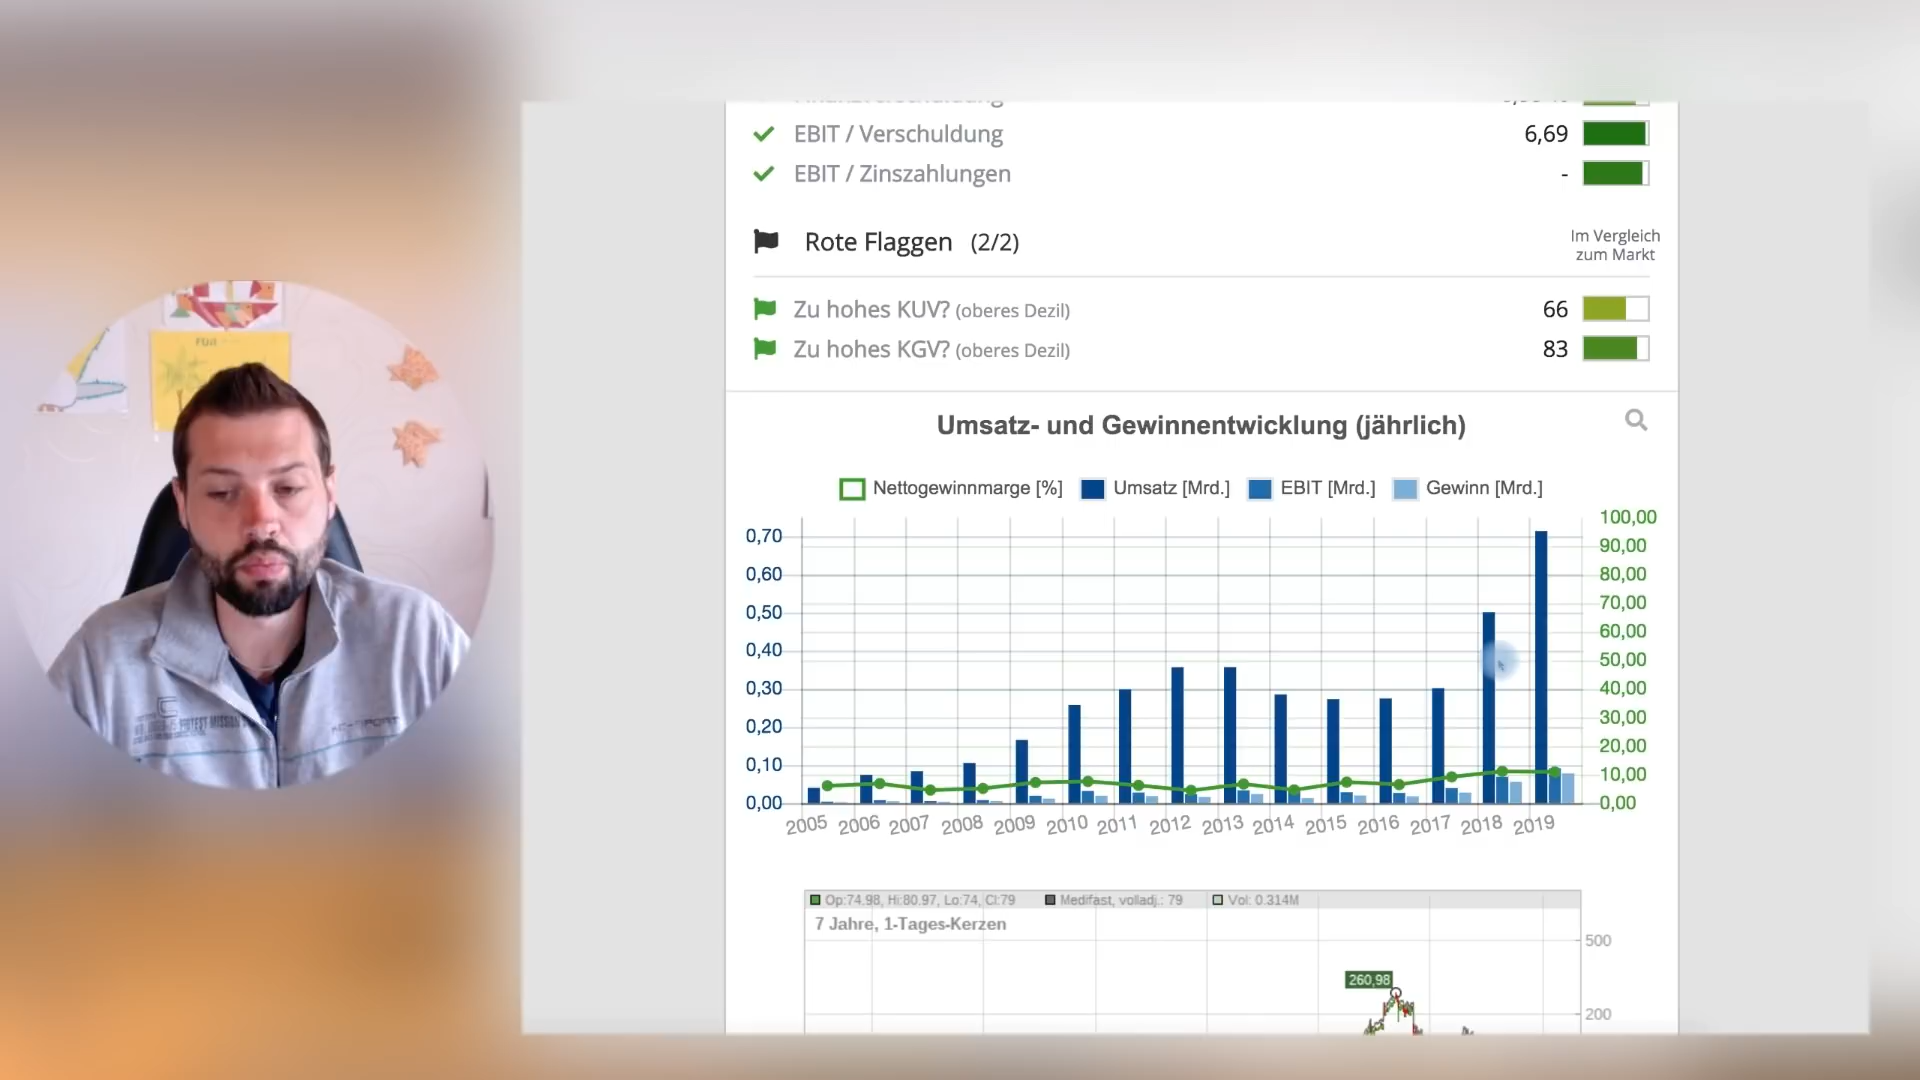 EBIT / Verschuldung 6,69
EBIT / Zinszahlungen -
Rote Flaggen (2/2)
Im Vergleich
zum Markt
Zu hohes KUV? (oberes Dezil) 66
Zu hohes KGV? (oberes Dezil) 83
Umsatz- und Gewinnentwicklung (jährlich)
Nettogewinnmarge [%] Umsatz [Mrd.] EBIT [Mrd.] Gewinn [Mrd.]
0,70
0,60
0,50
0,40
0,30
0,20
0,10
0,00
100,00
90,00
80,00
70,00
60,00
50,00
40,00
30,00
20,00
10,00
0,00
2005 2006 2007 2008 2009 2010 2011 2012 2013 2014 2015 2016 2017 2018 2019
Op:74.98, Hi:80.97, Lo:74, Cl:79 Medifast, volladj.: 79 Vol: 0.314M
7 Jahre, 1-Tages-Kerzen
500
260,98
200